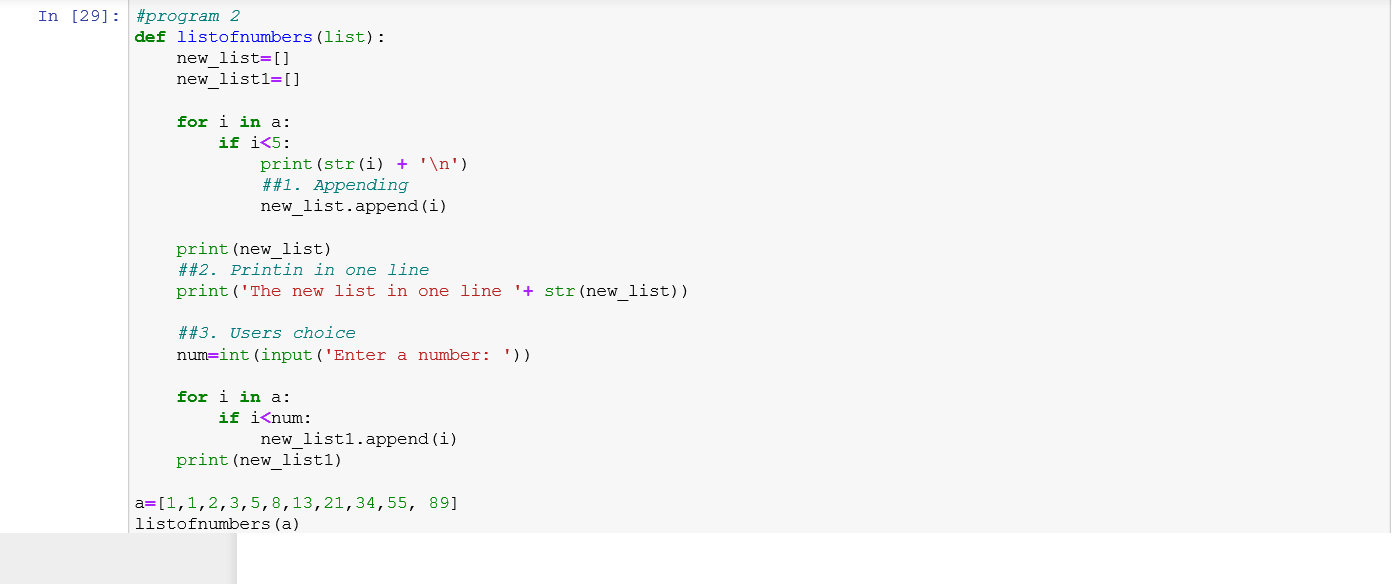 In [29]: #program 2
def listofnumbers(list):
    new_list=[]
    new_list1=[]

    for i in a:
        if i<5:
            print(str(i) + '\n')
            ##1. Appending
            new_list.append(i)

    print(new_list)
    ##2. Printin in one line
    print('The new list in one line '+ str(new_list))

    ##3. Users choice
    num=int(input('Enter a number: '))

    for i in a:
        if i<num:
            new_list1.append(i)
    print(new_list1)

a=[1,1,2,3,5,8,13,21,34,55, 89]
listofnumbers(a)